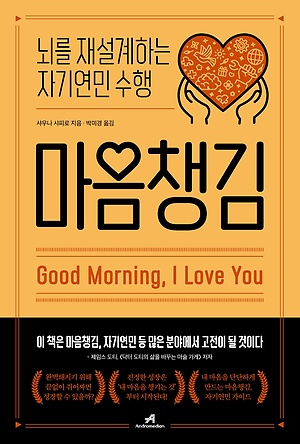 뇌를 재설계하는
자기연민 수행
샤우나 샤피로 지음 · 박미경 옮김
마음챙김
Good Morning, I Love You
이 책은 마음챙김, 자기연민 등 많은 분야에서 고전이 될 것이다
- 제임스 도티, 《닥터 도티의 삶을 바꾸는 마술 가게》 저자
완벽해지기 위해
끝없이 쥐어짜면
성장할 수 있을까?
진정한 성장은
'내 마음을 챙기는 것'
부터 시작된다!
내 마음을 단단하게
만드는 마음챙김,
자기연민 가이드
Andromedian